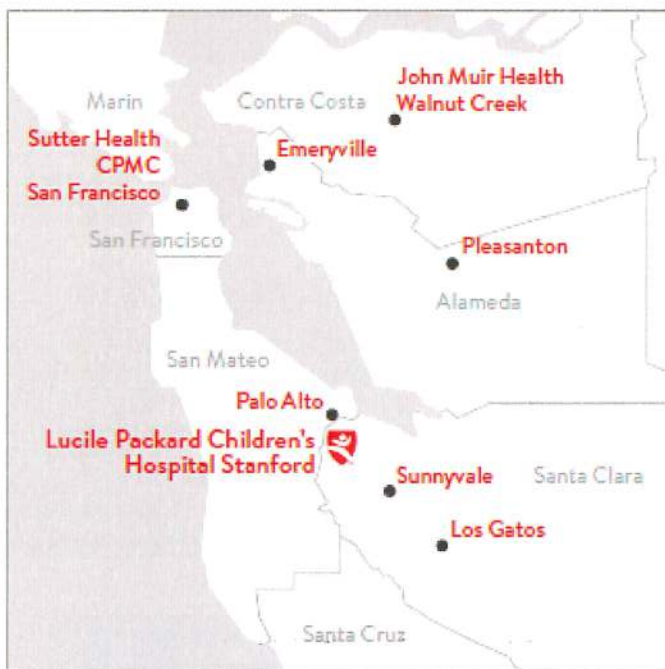 John Muir Health
Walnut Creek
Marin
Contra Costa
Sutter Health
CPMC
San Francisco
Emeryville
San Francisco
Pleasanton
Alameda
San Mateo
Palo Alto
Lucile Packard Children's
Hospital Stanford
Sunnyvale
Santa Clara
Los Gatos
Santa Cruz